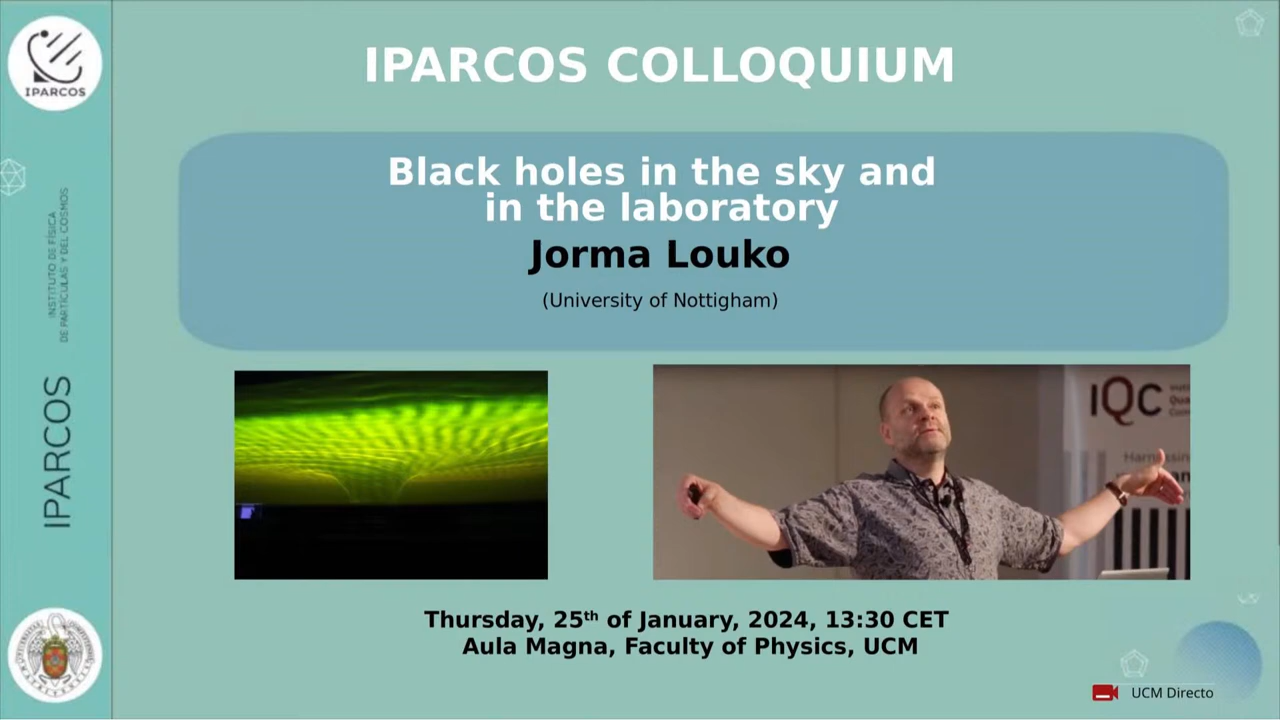 IPARCOS COLLOQUIUM
Black holes in the sky and
in the laboratory
Jorma Louko
(University of Nottigham)
Thursday, 25th of January, 2024, 13:30 CET
Aula Magna, Faculty of Physics, UCM
UCM Directo
IPARCOS
INSTITUTO DE FÍSICA
DE PARTÍCULAS Y DEL COSMOS
IPARCOS
IQC